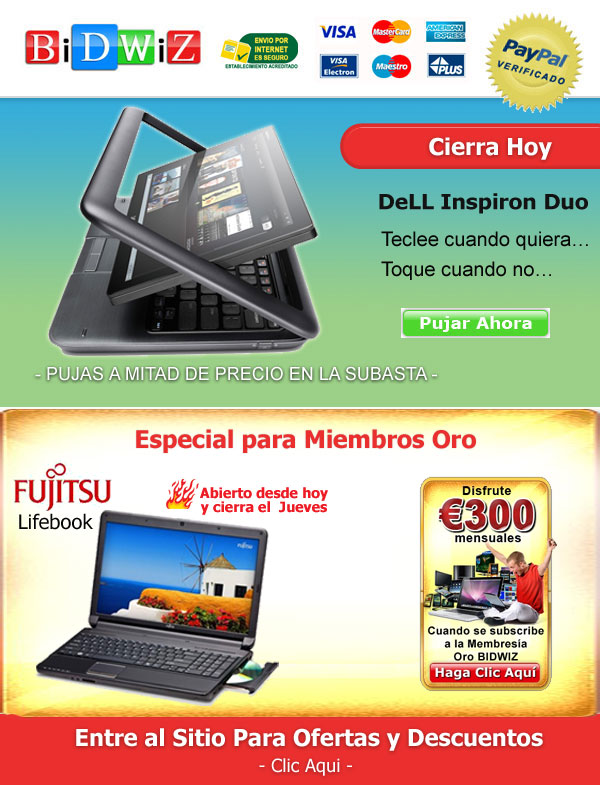 BiDWiZ
ENVIO POR
INTERNET
ES SEGURO
ESTABLECIMIENTO ACREDITADO
VISA
MasterCard
AMERICAN
EXPRESS
VISA
Electron
Maestro
PLUS
PayPal
VERIFICADO
Cierra Hoy
DeLL Inspiron Duo
Teclee cuando quiera...
Toque cuando no...
Pujar Ahora
- PUJAS A MITAD DE PRECIO EN LA SUBASTA -
Especial para Miembros Oro
FUJITSU
Lifebook
Abierto desde hoy
y cierra el Jueves
Disfrute
€300
mensuales
Cuando se subscribe
a la Membresía
Oro BIDWIZ
Haga Clic Aquí
Entre al Sitio Para Ofertas y Descuentos
- Clic Aqui -